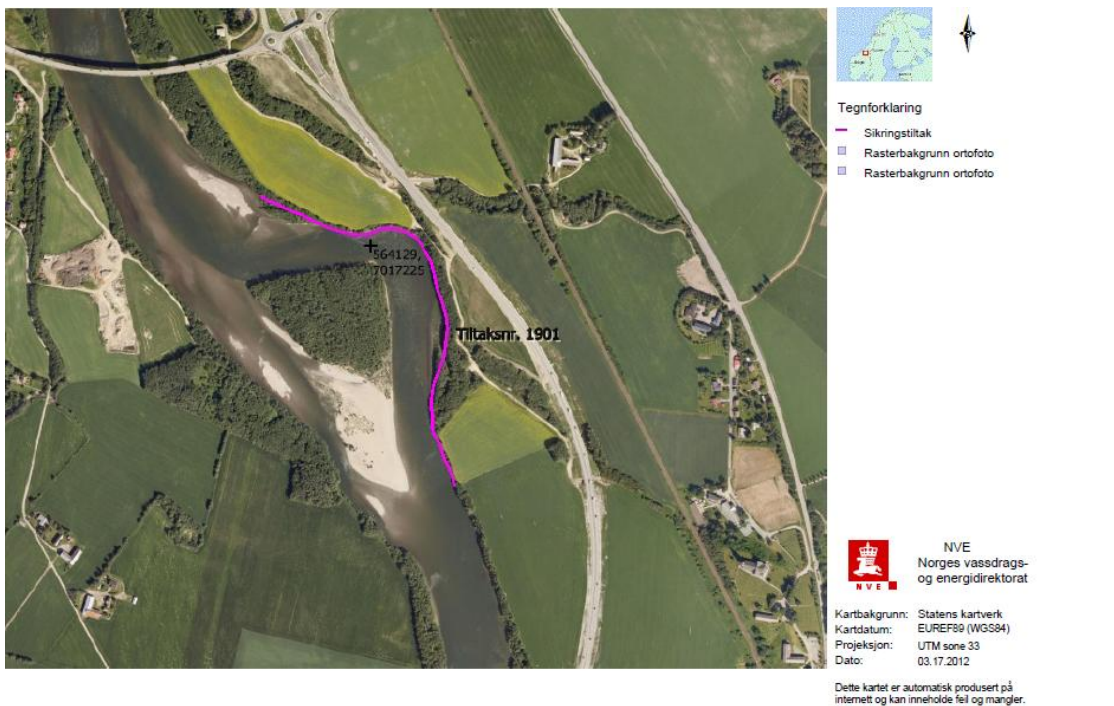 564129,
7017225
Tiltaksnr. 1901
Tegnforklaring
Sikringstiltak
Rasterbakgrunn ortofoto
Rasterbakgrunn ortofoto
NVE
NVE
Norges vassdrags-
og energidirektorat
Kartbakgrunn: Statens kartverk
Kartdatum: EUREF89 (WGS84)
Projeksjon: UTM sone 33
Dato: 03.17.2012
Dette kartet er automatisk produsert på
internett og kan inneholde feil og mangler.